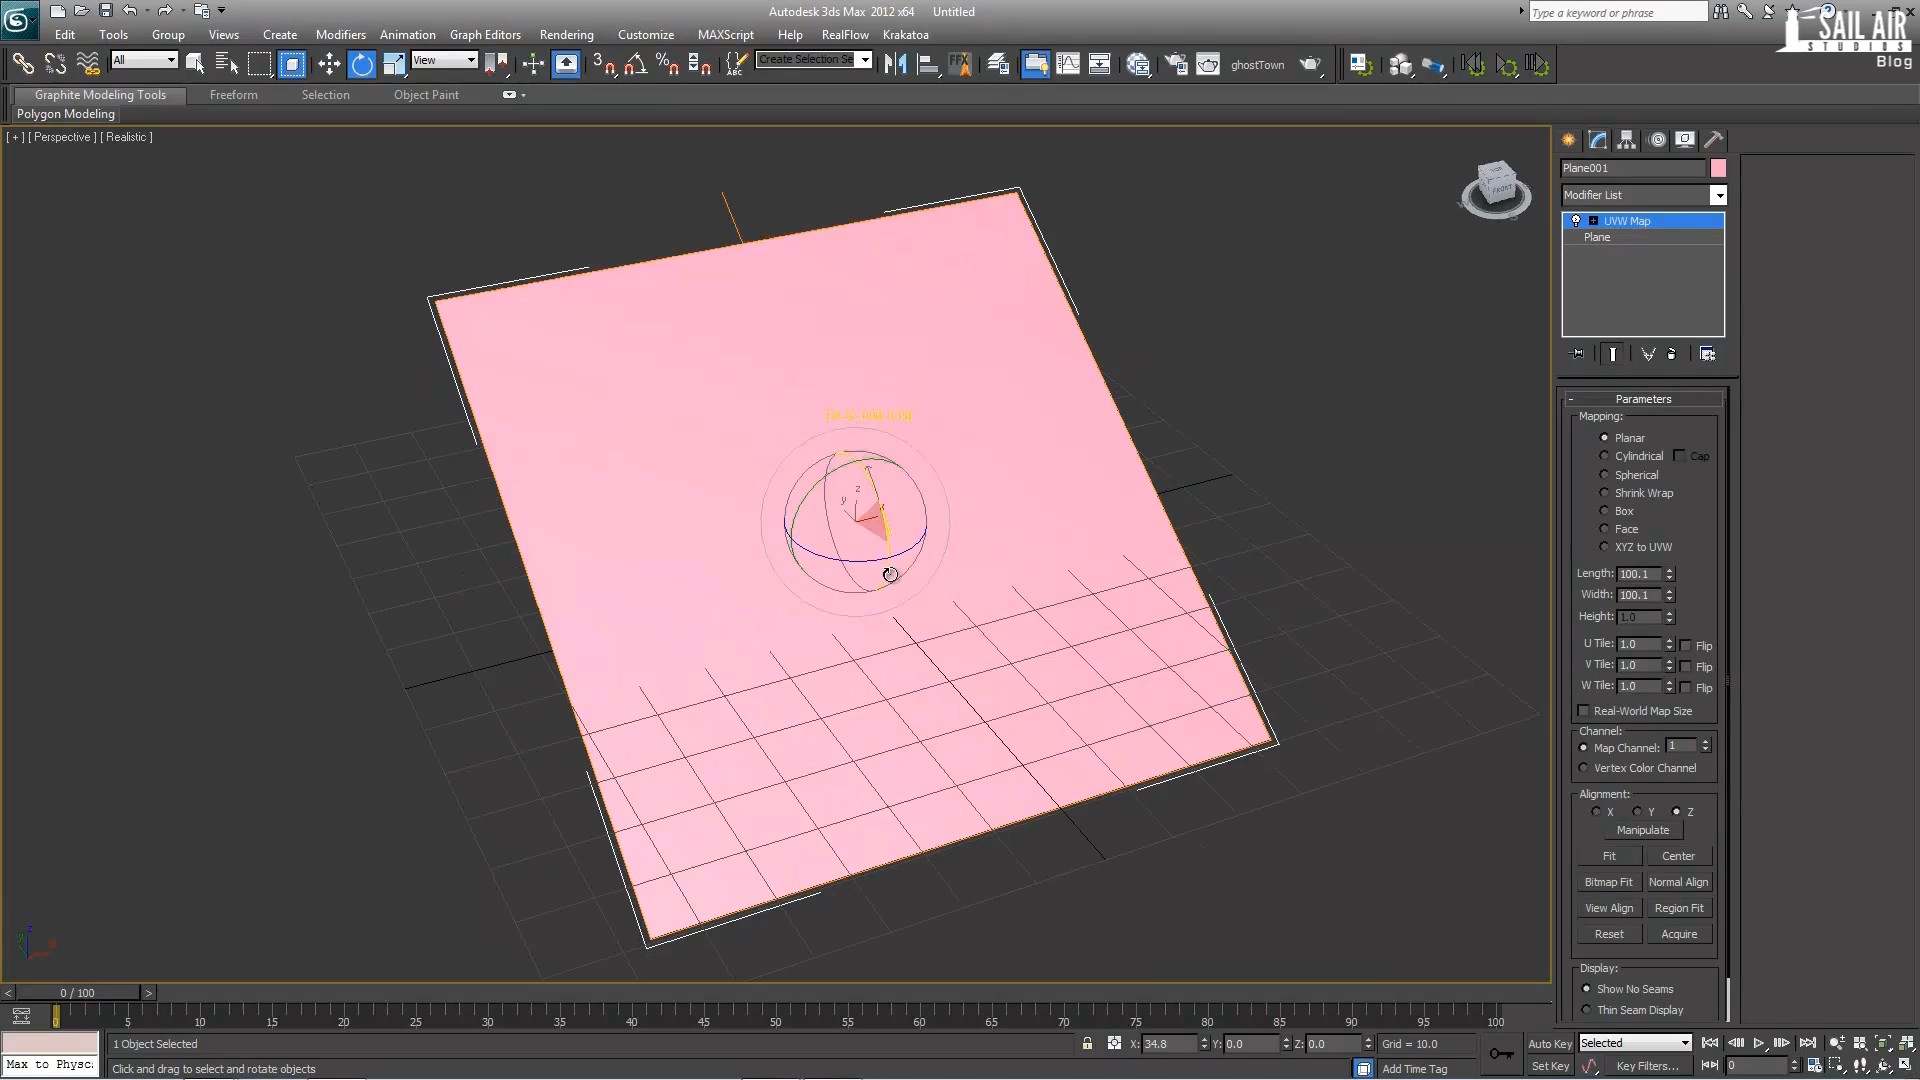 Autodesk 3ds Max 2012 x64 Untitled
Type a keyword or phrase
SAIL AIR
STUDIOS
Blog
Edit Tools Group Views Create Modifiers Animation Graph Editors Rendering Customize MAXScript Help RealFlow Krakatoa
All View 3 ABC Create Selection Se FFX ghostTown
Graphite Modeling Tools Freeform Selection Object Paint
Polygon Modeling
[ + ] [ Perspective ] [ Realistic ]
FRONT
Plane001
Modifier List
UVW Map
Plane
z
y
x
Parameters
Mapping:
Planar
Cylindrical Cap
Spherical
Shrink Wrap
Box
Face
XYZ to UVW
Length: 100.1
Width: 100.1
Height: 1.0
U Tile: 1.0 Flip
V Tile: 1.0 Flip
W Tile: 1.0 Flip
Real-World Map Size
Channel:
Map Channel: 1
Vertex Color Channel
Alignment:
X Y Z
Manipulate
Fit Center
Bitmap Fit Normal Align
View Align Region Fit
Reset Acquire
Display:
Show No Seams
Thin Seam Display
< 0 / 100 >
0 5 10 15 20 25 30 35 40 45 50 55 60 65 70 75 80 85 90 95 100
1 Object Selected X: 34.8 Y: 0.0 Z: 0.0 Grid = 10.0 Auto Key Selected
Max to Physc Click and drag to select and rotate objects Add Time Tag Set Key Key Filters... 0